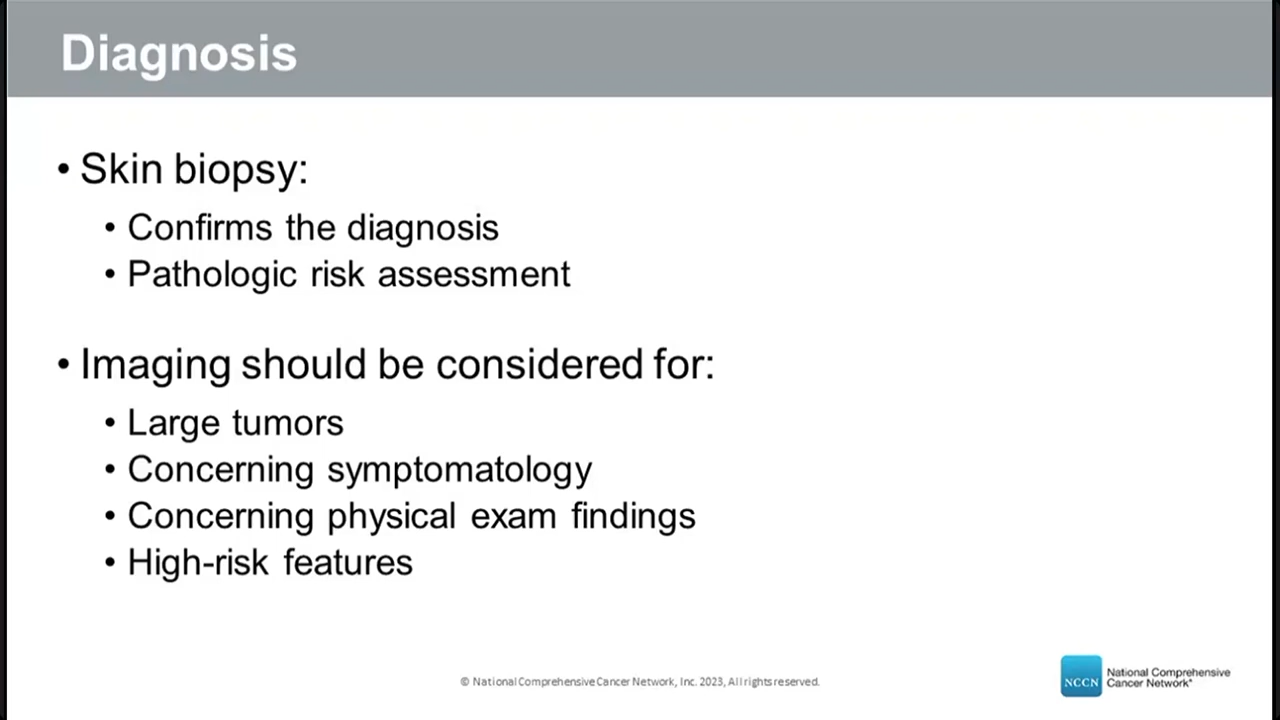 Diagnosis
• Skin biopsy:
• Confirms the diagnosis
• Pathologic risk assessment
• Imaging should be considered for:
• Large tumors
• Concerning symptomatology
• Concerning physical exam findings
• High-risk features
© National Comprehensive Cancer Network, Inc. 2023, All rights reserved.
NCCN
National Comprehensive
Cancer Network®